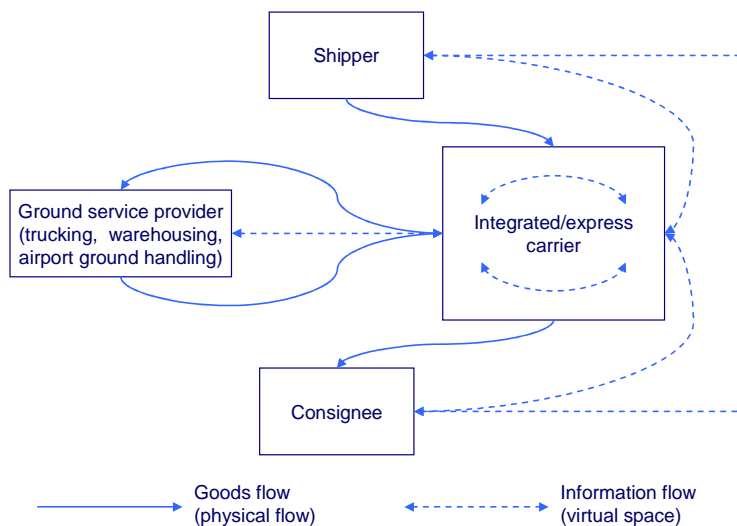 Shipper
Ground service provider
(trucking, warehousing,
airport ground handling)
Integrated/express
carrier
Consignee
Goods flow
(physical flow)
Information flow
(virtual space)